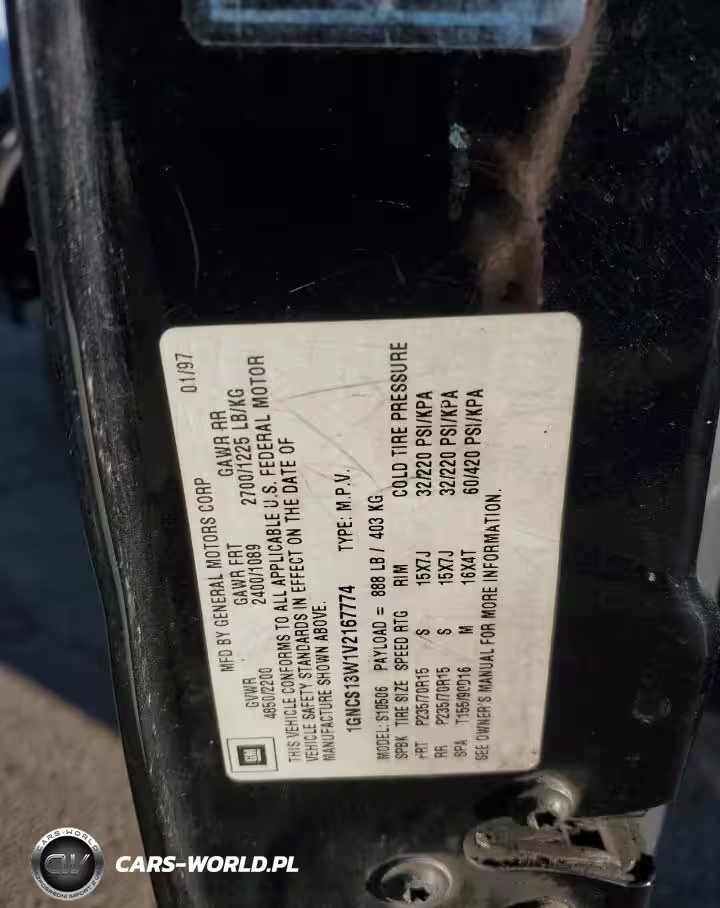 MFD BY GENERAL MOTORS CORP 01/97
GVWR GAWR FRT GAWR RR
4850/2200 2400/1089 2700/1225 LB/KG
THIS VEHICLE CONFORMS TO ALL APPLICABLE U.S. FEDERAL MOTOR
VEHICLE SAFETY STANDARDS IN EFFECT ON THE DATE OF
MANUFACTURE SHOWN ABOVE.
1GNCS13W1V2167774 TYPE: M.P.V.
MODEL: S10506 PAYLOAD = 888 LB / 403 KG
SPBK TIRE SIZE SPEED RTG RIM COLD TIRE PRESSURE
FRT P235/70R15 S 15X7J 32/220 PSI/KPA
RR P235/70R15 S 15X7J 32/220 PSI/KPA
SPA T155/90D16 M 16X4T 60/420 PSI/KPA
SEE OWNER'S MANUAL FOR MORE INFORMATION.
GM
CARS-WORLD
CW
CARS-WORLD.PL